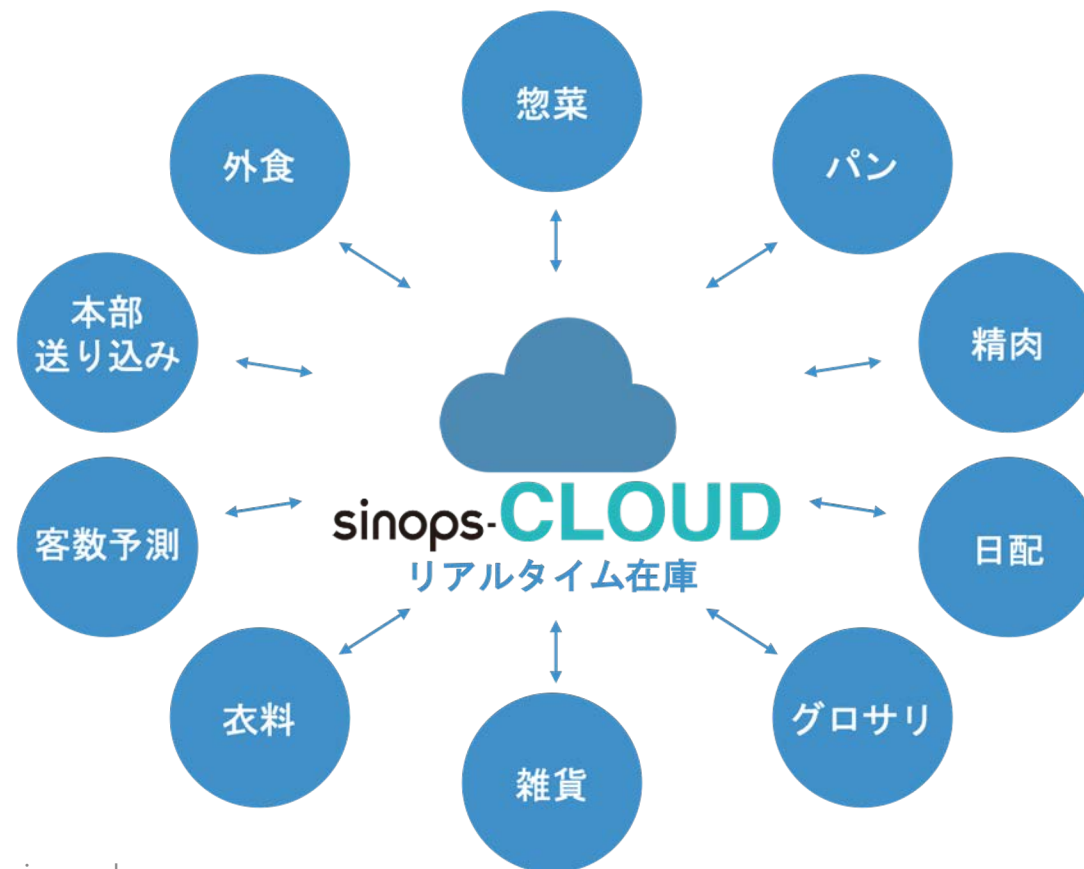 惣菜
外食
パン
本部
送り込み
精肉
sinops-CLOUD
リアルタイム在庫
客数予測
日配
衣料
グロサリ
雑貨